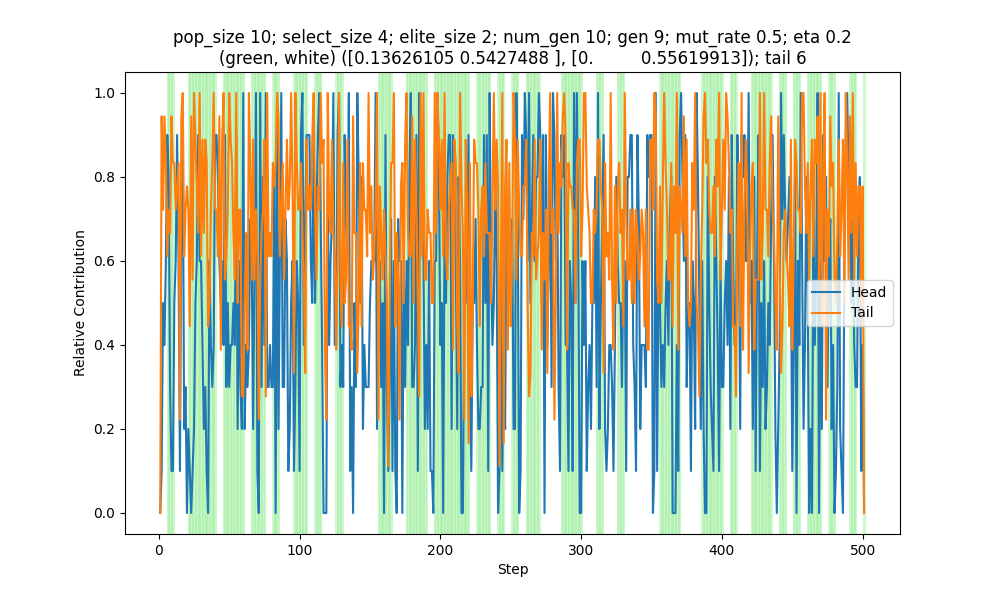 pop_size 10; select_size 4; elite_size 2; num_gen 10; gen 9; mut_rate 0.5; eta 0.2
(green, white) ([0.13626105 0.5427488 ], [0.         0.55619913]); tail 6
Relative Contribution
1.0
0.8
0.6
0.4
0.2
0.0
Head
Tail
0 100 200 300 400 500
Step